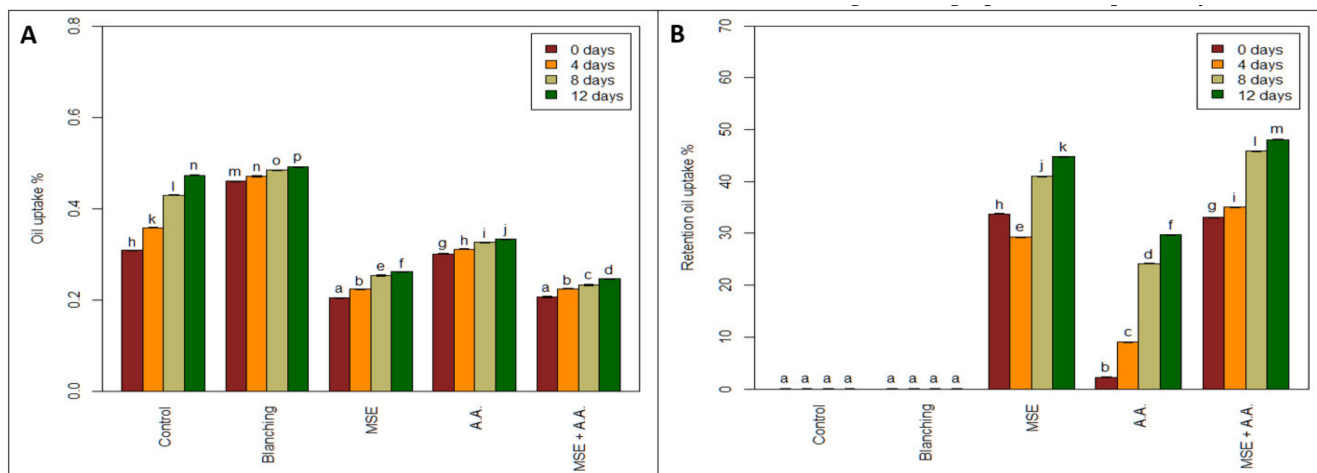 A
Oil uptake %
0.8
0.6
0.4
0.2
0.0
0 days
4 days
8 days
12 days
h k l n
m n o p
a b e f
g h i j
a b c d
Control
Blanching
MSE
A.A.
MSE + A.A.
B
Retention oil uptake %
70
60
50
40
30
20
10
0
0 days
4 days
8 days
12 days
a a a a
a a a a
h e j k
b c d f
g i l m
Control
Blanching
MSE
A.A.
MSE + A.A.